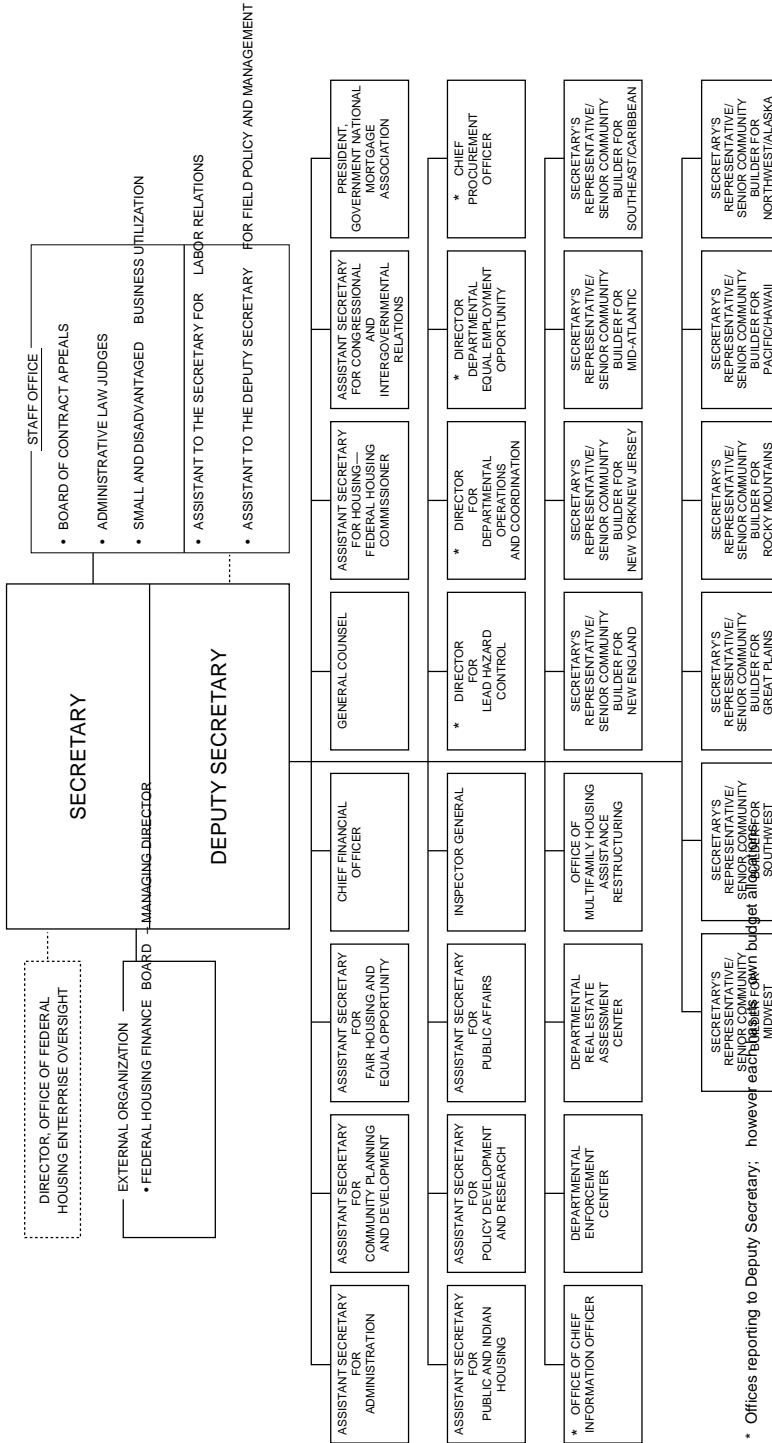 DIRECTOR, OFFICE OF FEDERAL
HOUSING ENTERPRISE OVERSIGHT
EXTERNAL ORGANIZATION
• FEDERAL HOUSING FINANCE BOARD – MANAGING DIRECTOR
SECRETARY
DEPUTY SECRETARY
STAFF OFFICE
• BOARD OF CONTRACT APPEALS
• ADMINISTRATIVE LAW JUDGES
• SMALL AND DISADVANTAGED BUSINESS UTILIZATION
• ASSISTANT TO THE SECRETARY FOR LABOR RELATIONS
• ASSISTANT TO THE DEPUTY SECRETARY FOR FIELD POLICY AND MANAGEMENT
ASSISTANT SECRETARY
FOR
ADMINISTRATION
ASSISTANT SECRETARY
FOR
COMMUNITY PLANNING
AND DEVELOPMENT
ASSISTANT SECRETARY
FOR
FAIR HOUSING AND
EQUAL OPPORTUNITY
CHIEF FINANCIAL
OFFICER
GENERAL COUNSEL
ASSISTANT SECRETARY
FOR HOUSING—
FEDERAL HOUSING
COMMISSIONER
ASSISTANT SECRETARY
FOR CONGRESSIONAL
AND
INTERGOVERNMENTAL
RELATIONS
PRESIDENT,
GOVERNMENT NATIONAL
MORTGAGE
ASSOCIATION
ASSISTANT SECRETARY
FOR
PUBLIC AND INDIAN
HOUSING
ASSISTANT SECRETARY
FOR
POLICY DEVELOPMENT
AND RESEARCH
ASSISTANT SECRETARY
FOR
PUBLIC AFFAIRS
INSPECTOR GENERAL
* DIRECTOR
FOR
LEAD HAZARD
CONTROL
* DIRECTOR
FOR
DEPARTMENTAL
OPERATIONS
AND COORDINATION
* DIRECTOR
DEPARTMENTAL
EQUAL EMPLOYMENT
OPPORTUNITY
* CHIEF
PROCUREMENT
OFFICER
* OFFICE OF CHIEF
INFORMATION OFFICER
DEPARTMENTAL
ENFORCEMENT
CENTER
DEPARTMENTAL
REAL ESTATE
ASSESSMENT
CENTER
OFFICE OF
MULTIFAMILY HOUSING
ASSISTANCE
RESTRUCTURING
SECRETARY'S
REPRESENTATIVE/
SENIOR COMMUNITY
BUILDER FOR
NEW ENGLAND
SECRETARY'S
REPRESENTATIVE/
SENIOR COMMUNITY
BUILDER FOR
NEW YORK/NEW JERSEY
SECRETARY'S
REPRESENTATIVE/
SENIOR COMMUNITY
BUILDER FOR
MID-ATLANTIC
SECRETARY'S
REPRESENTATIVE/
SENIOR COMMUNITY
BUILDER FOR
SOUTHEAST/CARIBBEAN
SECRETARY'S
REPRESENTATIVE/
SENIOR COMMUNITY
BUILDER FOR
MIDWEST
SECRETARY'S
REPRESENTATIVE/
SENIOR COMMUNITY
BUILDER FOR
SOUTHWEST
SECRETARY'S
REPRESENTATIVE/
SENIOR COMMUNITY
BUILDER FOR
GREAT PLAINS
SECRETARY'S
REPRESENTATIVE/
SENIOR COMMUNITY
BUILDER FOR
ROCKY MOUNTAINS
SECRETARY'S
REPRESENTATIVE/
SENIOR COMMUNITY
BUILDER FOR
PACIFIC/HAWAII
SECRETARY'S
REPRESENTATIVE/
SENIOR COMMUNITY
BUILDER FOR
NORTHWEST/ALASKA
* Offices reporting to Deputy Secretary; however each has its own budget allocations.